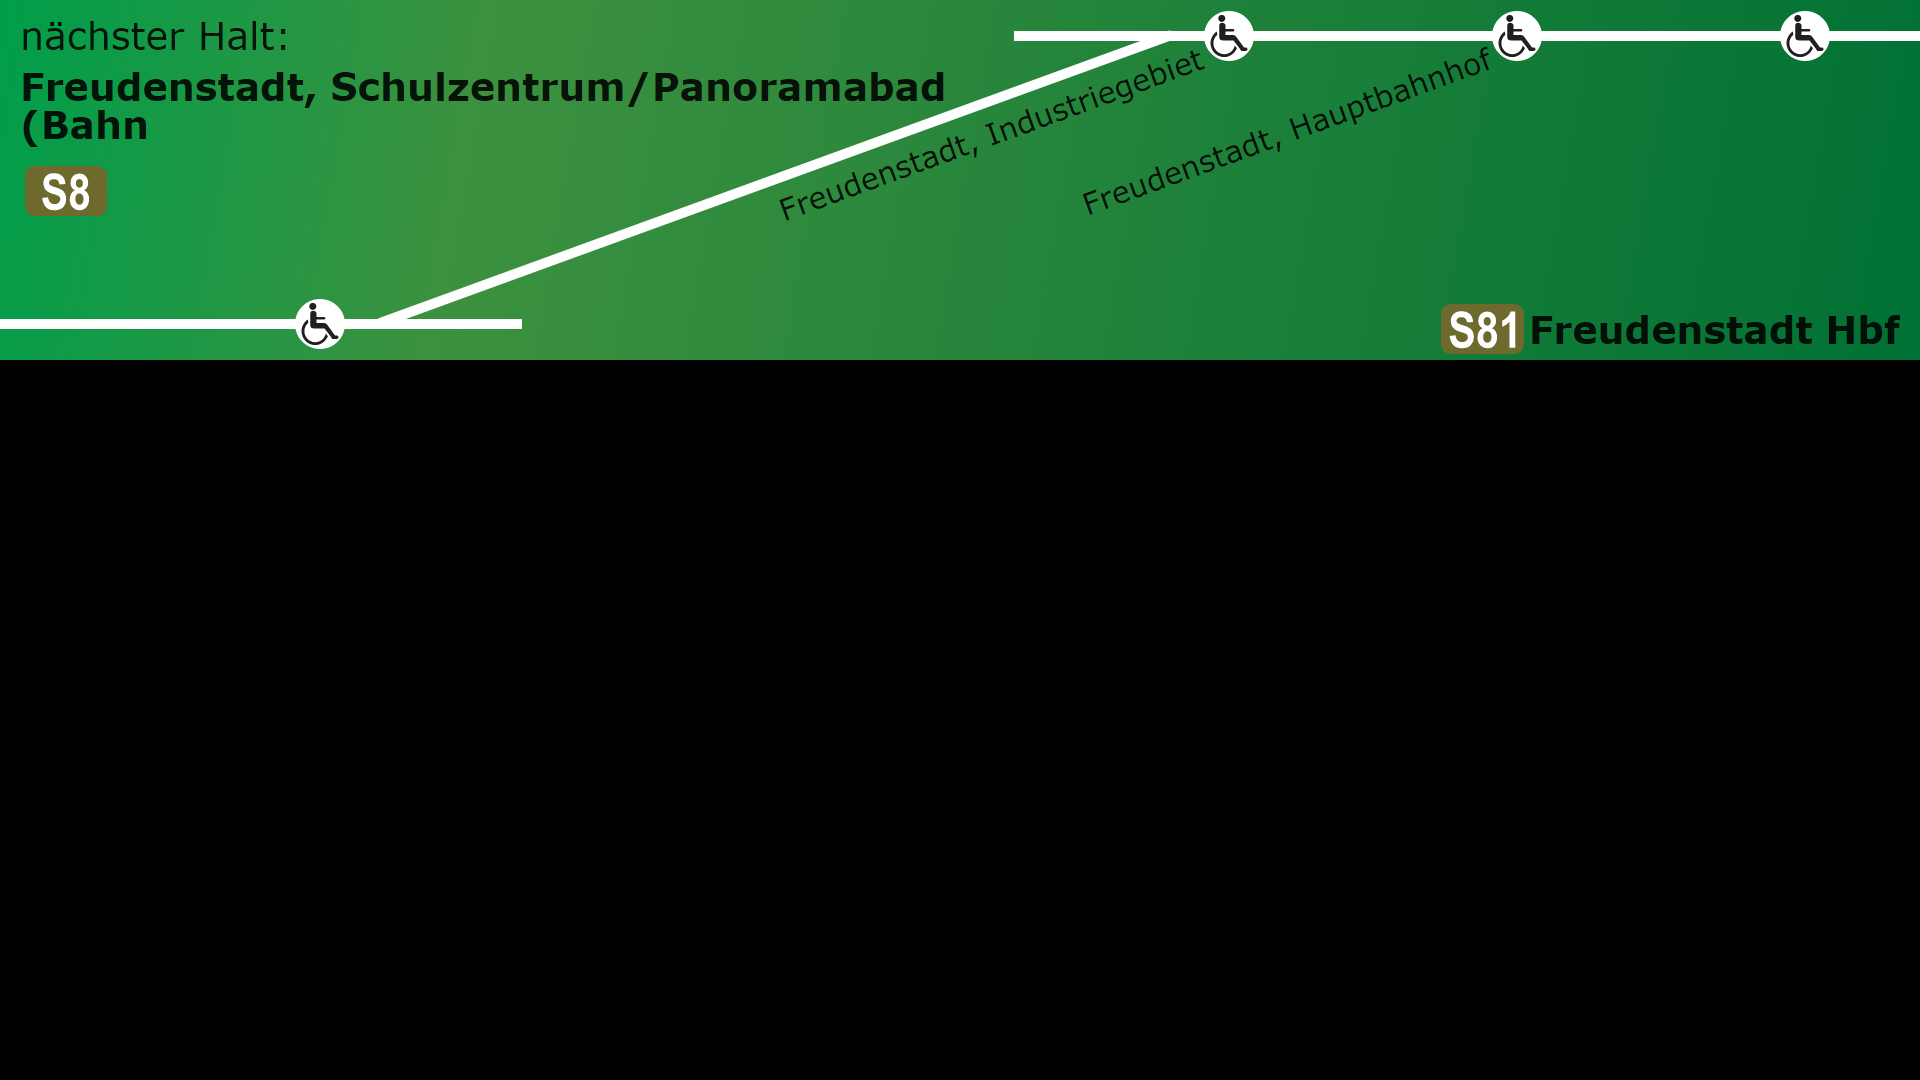 nächster Halt:
Freudenstadt, Schulzentrum/Panoramabad
(Bahn
S8
Freudenstadt, Industriegebiet
Freudenstadt, Hauptbahnhof
S81 Freudenstadt Hbf